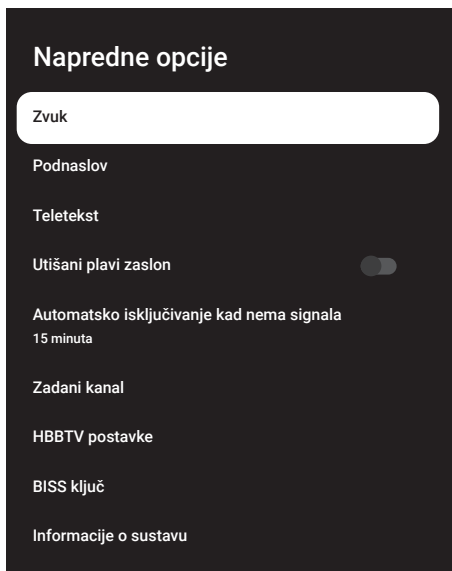 Napredne opcije
Zvuk
Podnaslov
Teletekst
Utišani plavi zaslon
Automatsko isključivanje kad nema signala
15 minuta
Zadani kanal
HBBTV postavke
BISS ključ
Informacije o sustavu